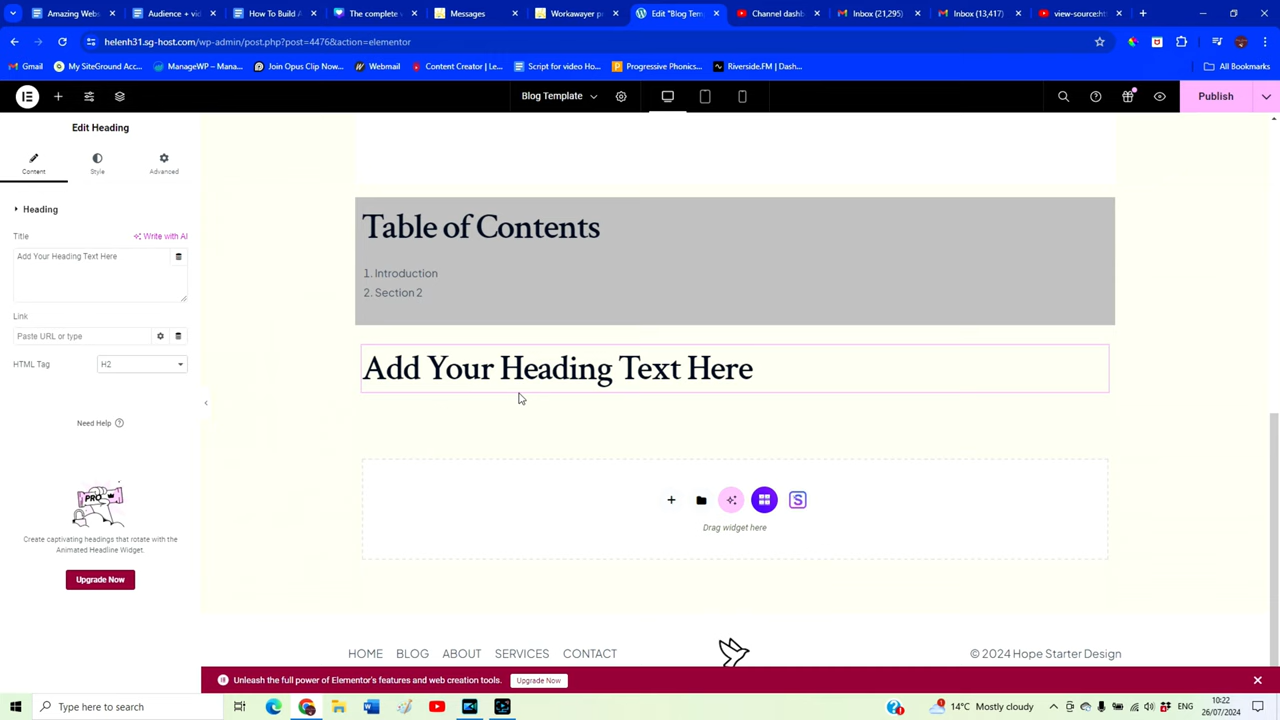 Amazing Webs
Audience + vid
How To Build A
The complete v
Messages
Workawayer pr
Edit "Blog Temp
Channel dashb
Inbox (21,295)
Inbox (13,417)
view-source:htt
helenh31.sg-host.com/wp-admin/post.php?post=4476&action=elementor
Gmail
My SiteGround Acc...
ManageWP – Mana...
Join Opus Clip Now...
Webmail
Content Creator | Le...
Script for video Ho...
Progressive Phonics...
Riverside.FM | Dash...
All Bookmarks
Blog Template
Publish
Edit Heading
Content
Style
Advanced
Heading
Title
Write with AI
Add Your Heading Text Here
Link
Paste URL or type
HTML Tag
H2
Need Help
PRO
Create captivating headings that rotate with the
Animated Headline Widget.
Upgrade Now
Table of Contents
1. Introduction
2. Section 2
Add Your Heading Text Here
Drag widget here
HOME BLOG ABOUT SERVICES CONTACT
© 2024 Hope Starter Design
Unleash the full power of Elementor's features and web creation tools.
Upgrade Now
Type here to search
14°C Mostly cloudy
ENG
10:22
26/07/2024